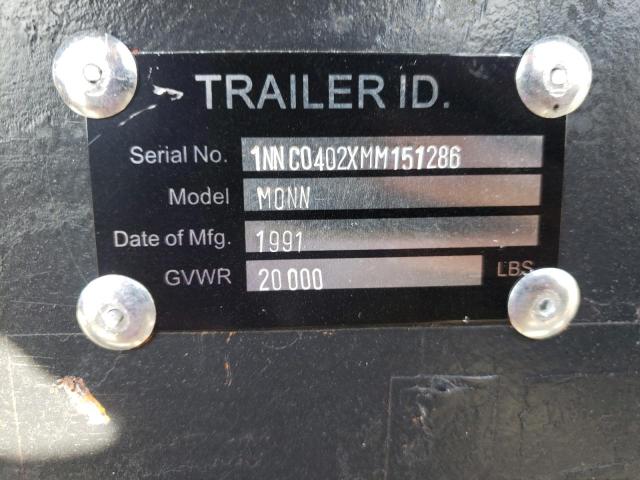 TRAILER ID.
Serial No. 1NNC0402XMM151286
Model MONN
Date of Mfg. 1991
GVWR 20000 LBS